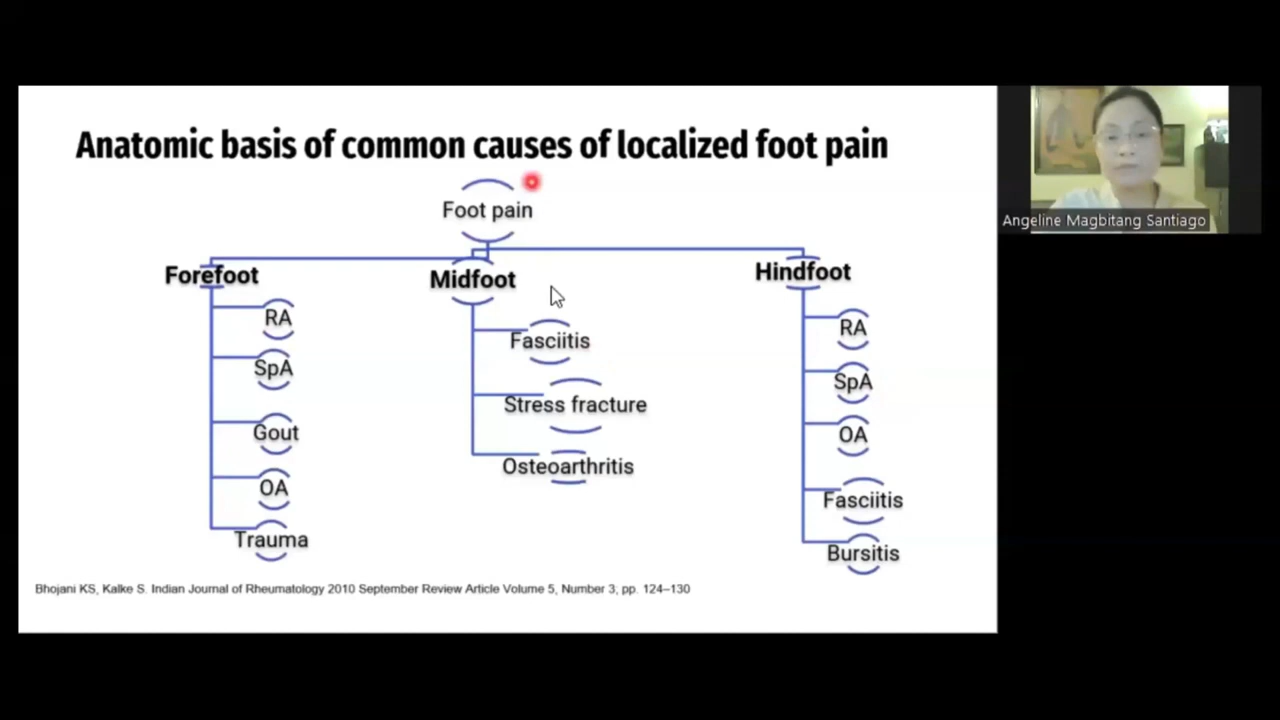 Anatomic basis of common causes of localized foot pain
Foot pain
Forefoot
RA
SpA
Gout
OA
Trauma
Midfoot
Fasciitis
Stress fracture
Osteoarthritis
Hindfoot
RA
SpA
OA
Fasciitis
Bursitis
Bhojani KS, Kalke S. Indian Journal of Rheumatology 2010 September Review Article Volume 5, Number 3, pp. 124–130
Angeline Magbitang Santiago